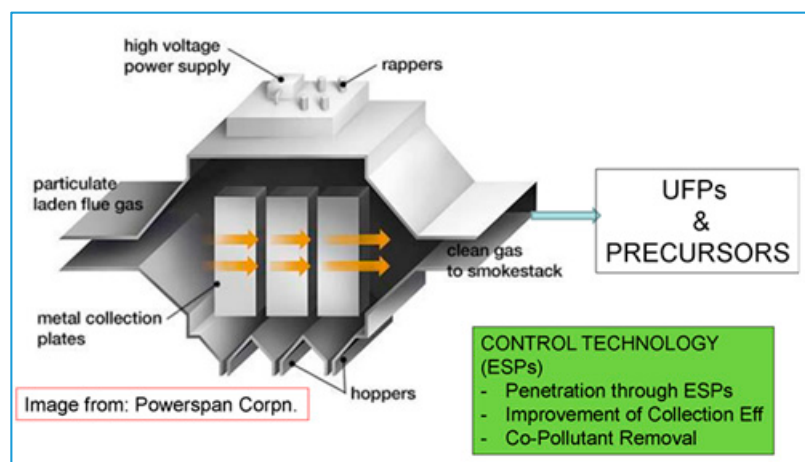 high voltage
power supply
rappers
particulate
laden flue gas
UFPs
&
PRECURSORS
clean gas
to smokestack
metal collection
plates
hoppers
CONTROL TECHNOLOGY
(ESPs)
- Penetration through ESPs
- Improvement of Collection Eff
- Co-Pollutant Removal
Image from: Powerspan Corpn.